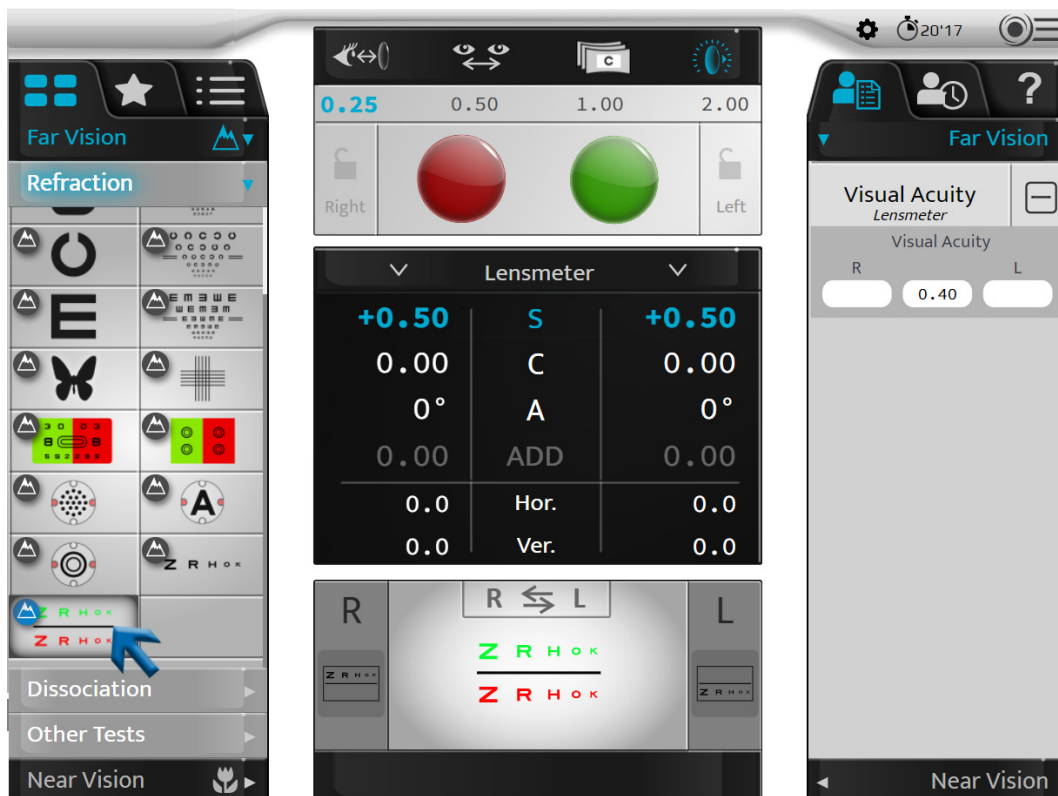 20'17
Far Vision
Refraction
Z R H O K
Z R H O K
Z R H O K
Dissociation
Other Tests
Near Vision
C
0.25 0.50 1.00 2.00
Right Left
Lensmeter
+0.50 S +0.50
0.00 C 0.00
0° A 0°
0.00 ADD 0.00
0.0 Hor. 0.0
0.0 Ver. 0.0
R R L L
Z R H O K
Z R H O K
Z R H O K
Z R H O K
?
Far Vision
Visual Acuity
Lensmeter
Visual Acuity
R L
0.40
Near Vision